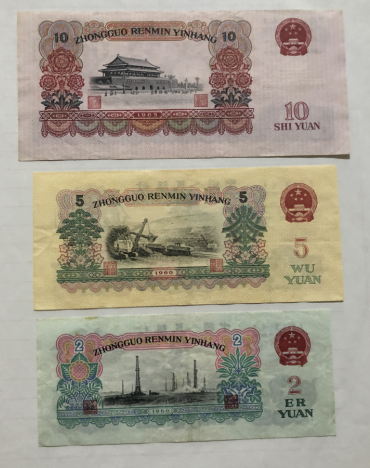 10 ZHONGGUO RENMIN YINHANG 10
1965
10
SHI YUAN
5 ZHONGGUO RENMIN YINHANG 5
1960
5
WU
YUAN
2 ZHONGGUO RENMIN YINHANG 2
1960
2
ER
YUAN